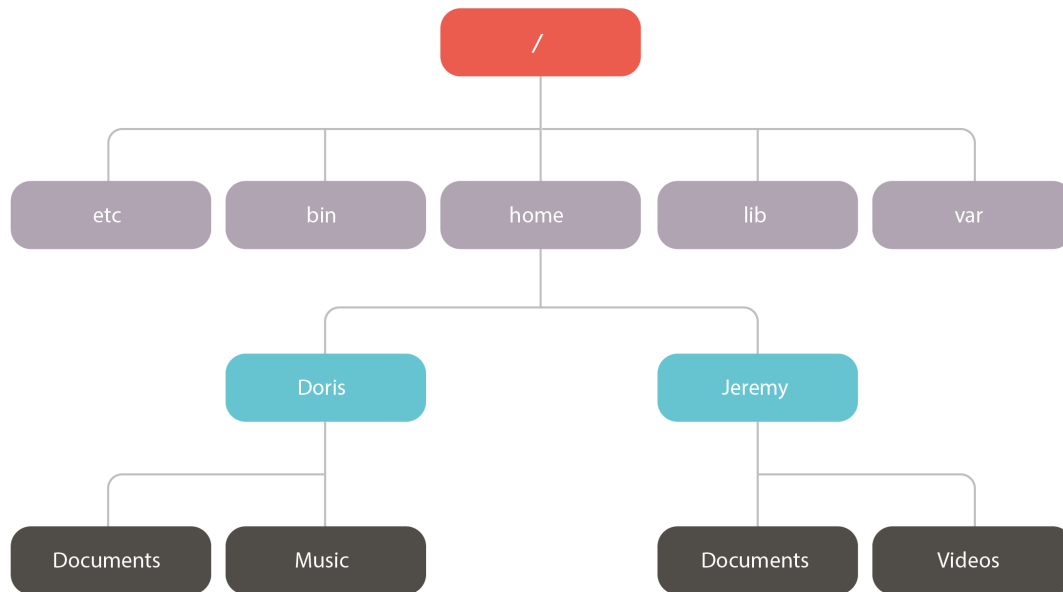 /
etc
bin
home
lib
var
Doris
Jeremy
Documents
Music
Documents
Videos